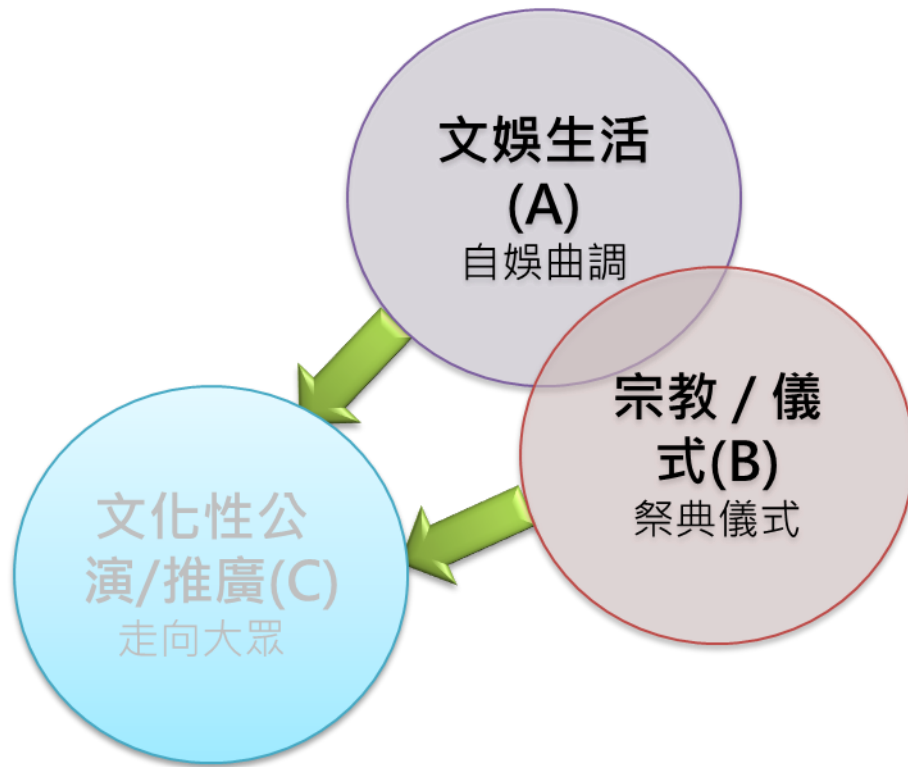 文娛生活
(A)
自娛曲調
宗教 / 儀
式(B)
祭典儀式
文化性公
演/推廣(C)
走向大眾